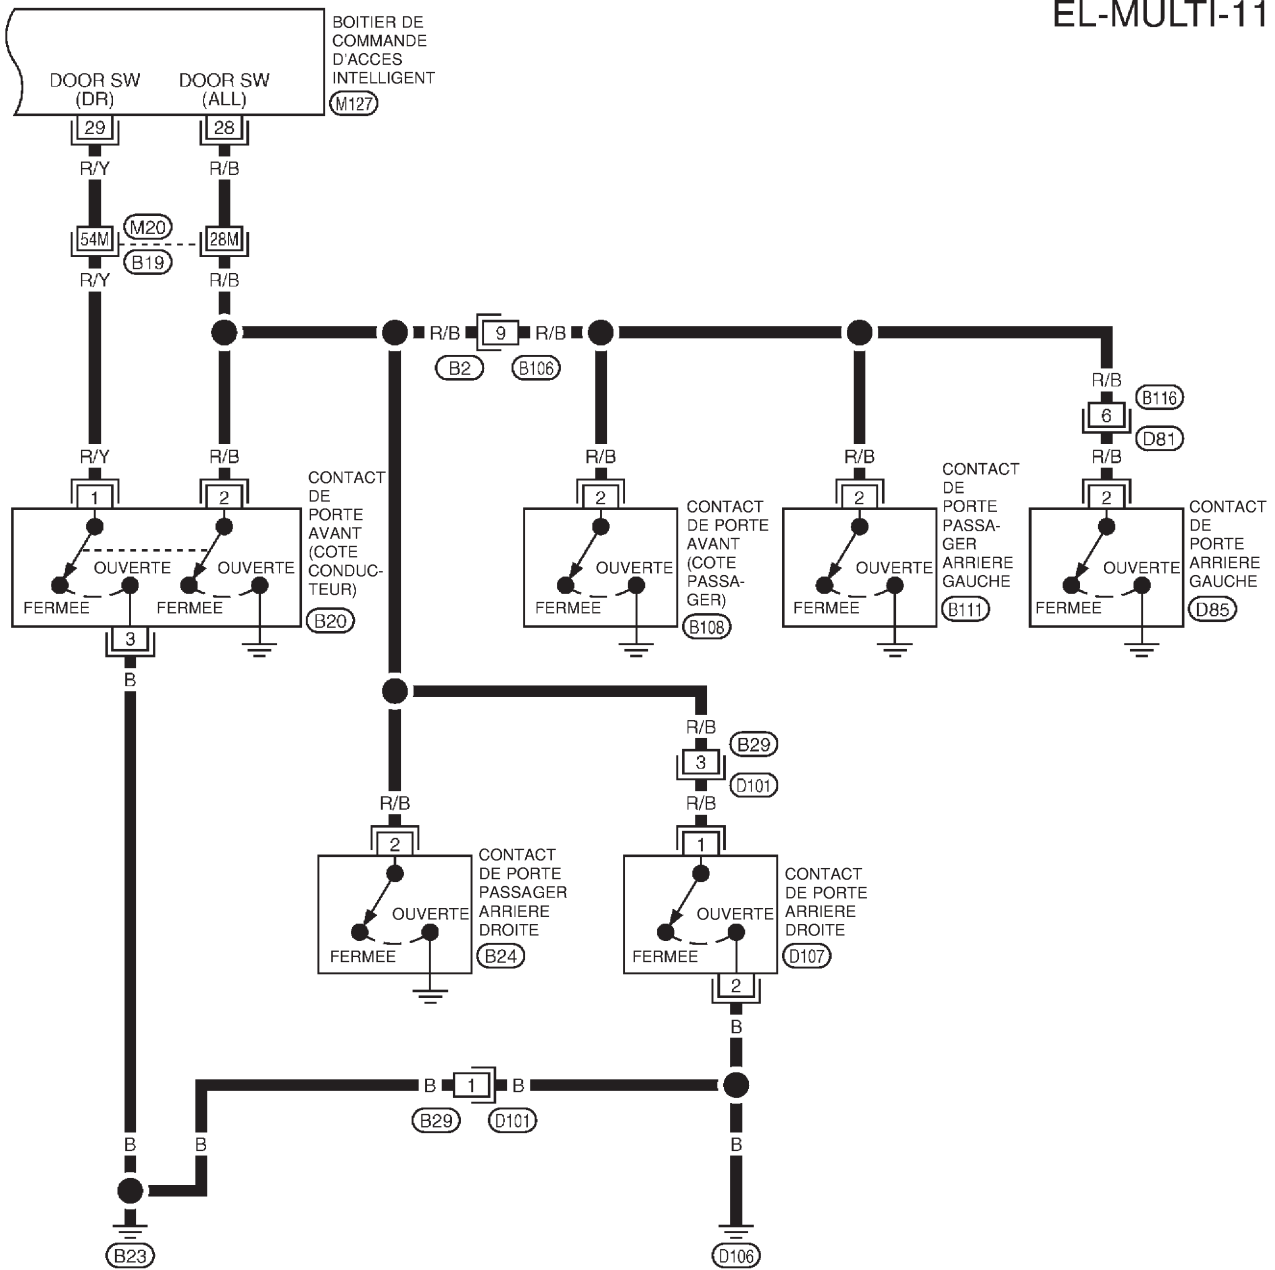 EL-MULTI-11
BOITIER DE
COMMANDE
D'ACCES
INTELLIGENT
M127
DOOR SW
(DR)
DOOR SW
(ALL)
29
28
R/Y
R/B
54M
M20
B19
28M
R/Y
R/B
R/B
9
R/B
B2
B106
R/B
6
B116
D81
R/Y
R/B
R/B
R/B
R/B
1
2
OUVERTE
OUVERTE
FERMEE
FERMEE
3
CONTACT
DE
PORTE
AVANT
(COTE
CONDUC-
TEUR)
B20
2
OUVERTE
FERMEE
CONTACT
DE PORTE
AVANT
(COTE
PASSA-
GER)
B108
2
OUVERTE
FERMEE
CONTACT
DE
PORTE
PASSA-
GER
ARRIERE
GAUCHE
B111
2
OUVERTE
FERMEE
CONTACT
DE
PORTE
ARRIERE
GAUCHE
D85
B
R/B
3
B29
D101
R/B
R/B
2
OUVERTE
FERMEE
CONTACT
DE PORTE
PASSAGER
ARRIERE
DROITE
B24
1
OUVERTE
FERMEE
CONTACT
DE PORTE
ARRIERE
DROITE
D107
2
B
B
1
B
B29
D101
B
B
B
B23
D106